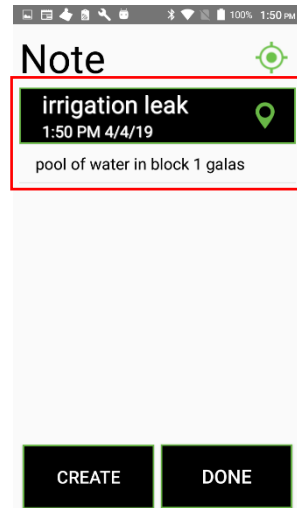 100% 1:50 PM
Note
irrigation leak
1:50 PM 4/4/19
pool of water in block 1 galas
CREATE DONE